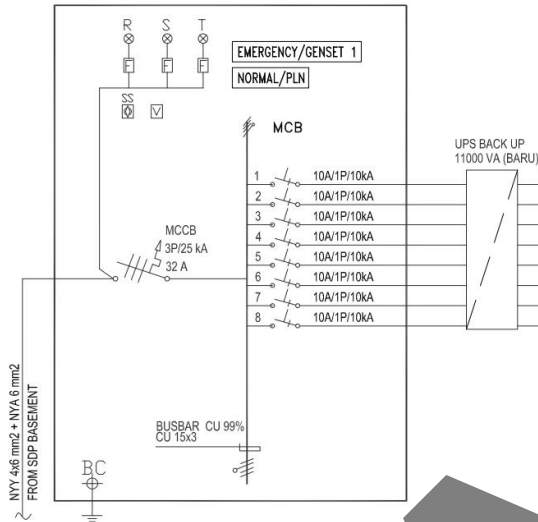 R S T
F F F
EMERGENCY/GENSET 1
NORMAL/PLN
SS
V
MCB
UPS BACK UP
11000 VA (BARU)
1 10A/1P/10kA
2 10A/1P/10kA
3 10A/1P/10kA
4 10A/1P/10kA
5 10A/1P/10kA
6 10A/1P/10kA
7 10A/1P/10kA
8 10A/1P/10kA
MCCB
3P/25 kA
32 A
BUSBAR CU 99%
CU 15x3
BC
NYY 4x6 mm2 + NYA 6 mm2
FROM SDP BASEMENT